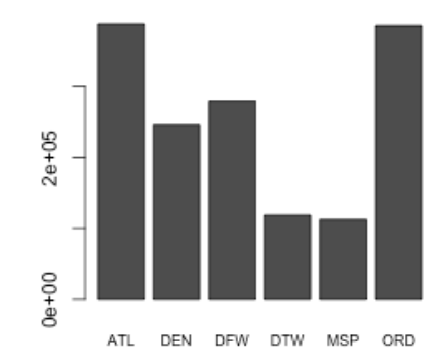 2e+05
0e+00
ATL DEN DFW DTW MSP ORD